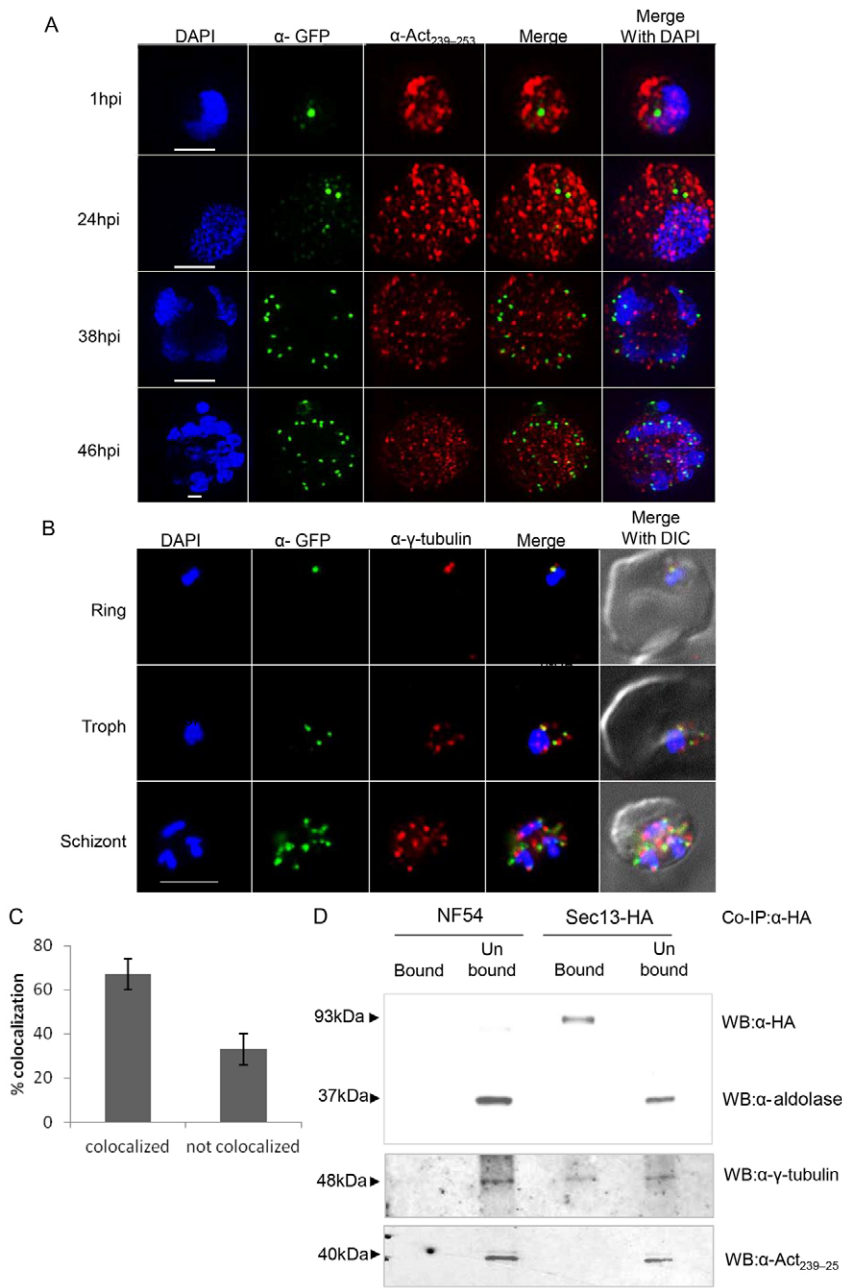 A
DAPI α- GFP α-Act239–253 Merge Merge With DAPI
1hpi
24hpi
38hpi
46hpi
B
DAPI α- GFP α-γ-tubulin Merge Merge With DIC
Ring
Troph
Schizont
C
% colocalization
80
60
40
20
0
colocalized not colocalized
D
NF54 Sec13-HA Co-IP:α-HA
Bound Un bound Bound Un bound
93kDa WB:α-HA
37kDa WB:α-aldolase
48kDa WB:α-γ-tubulin
40kDa WB:α-Act239–25